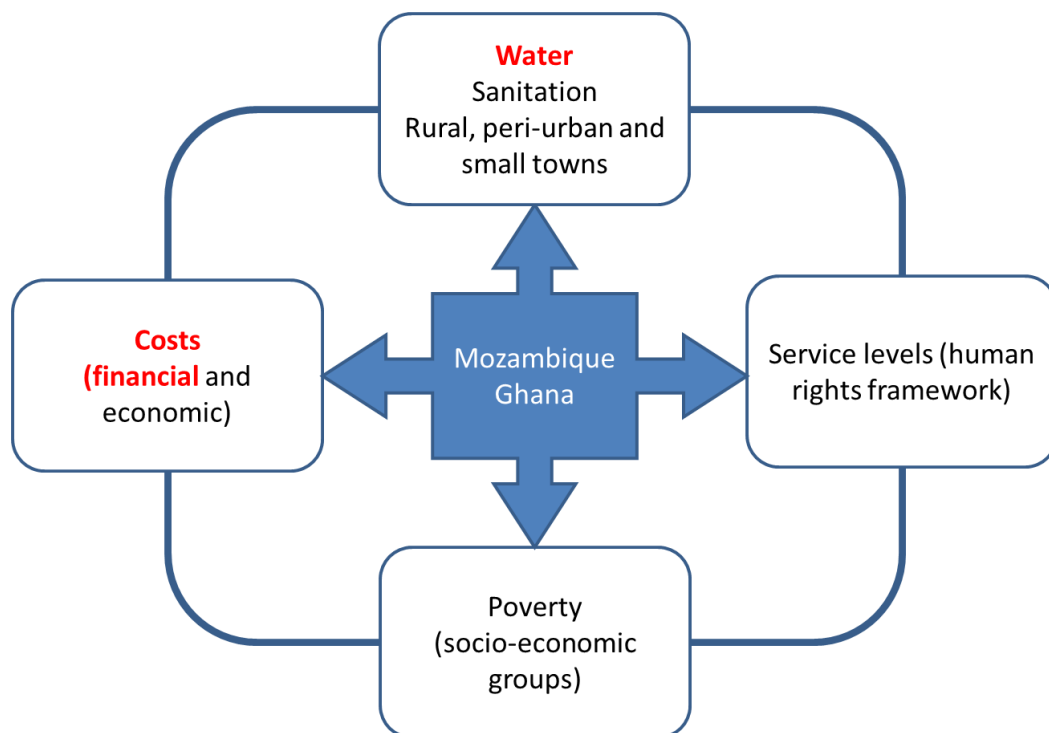 Water
Sanitation
Rural, peri-urban and
small towns
Costs
(financial and
economic)
Mozambique
Ghana
Service levels (human
rights framework)
Poverty
(socio-economic
groups)